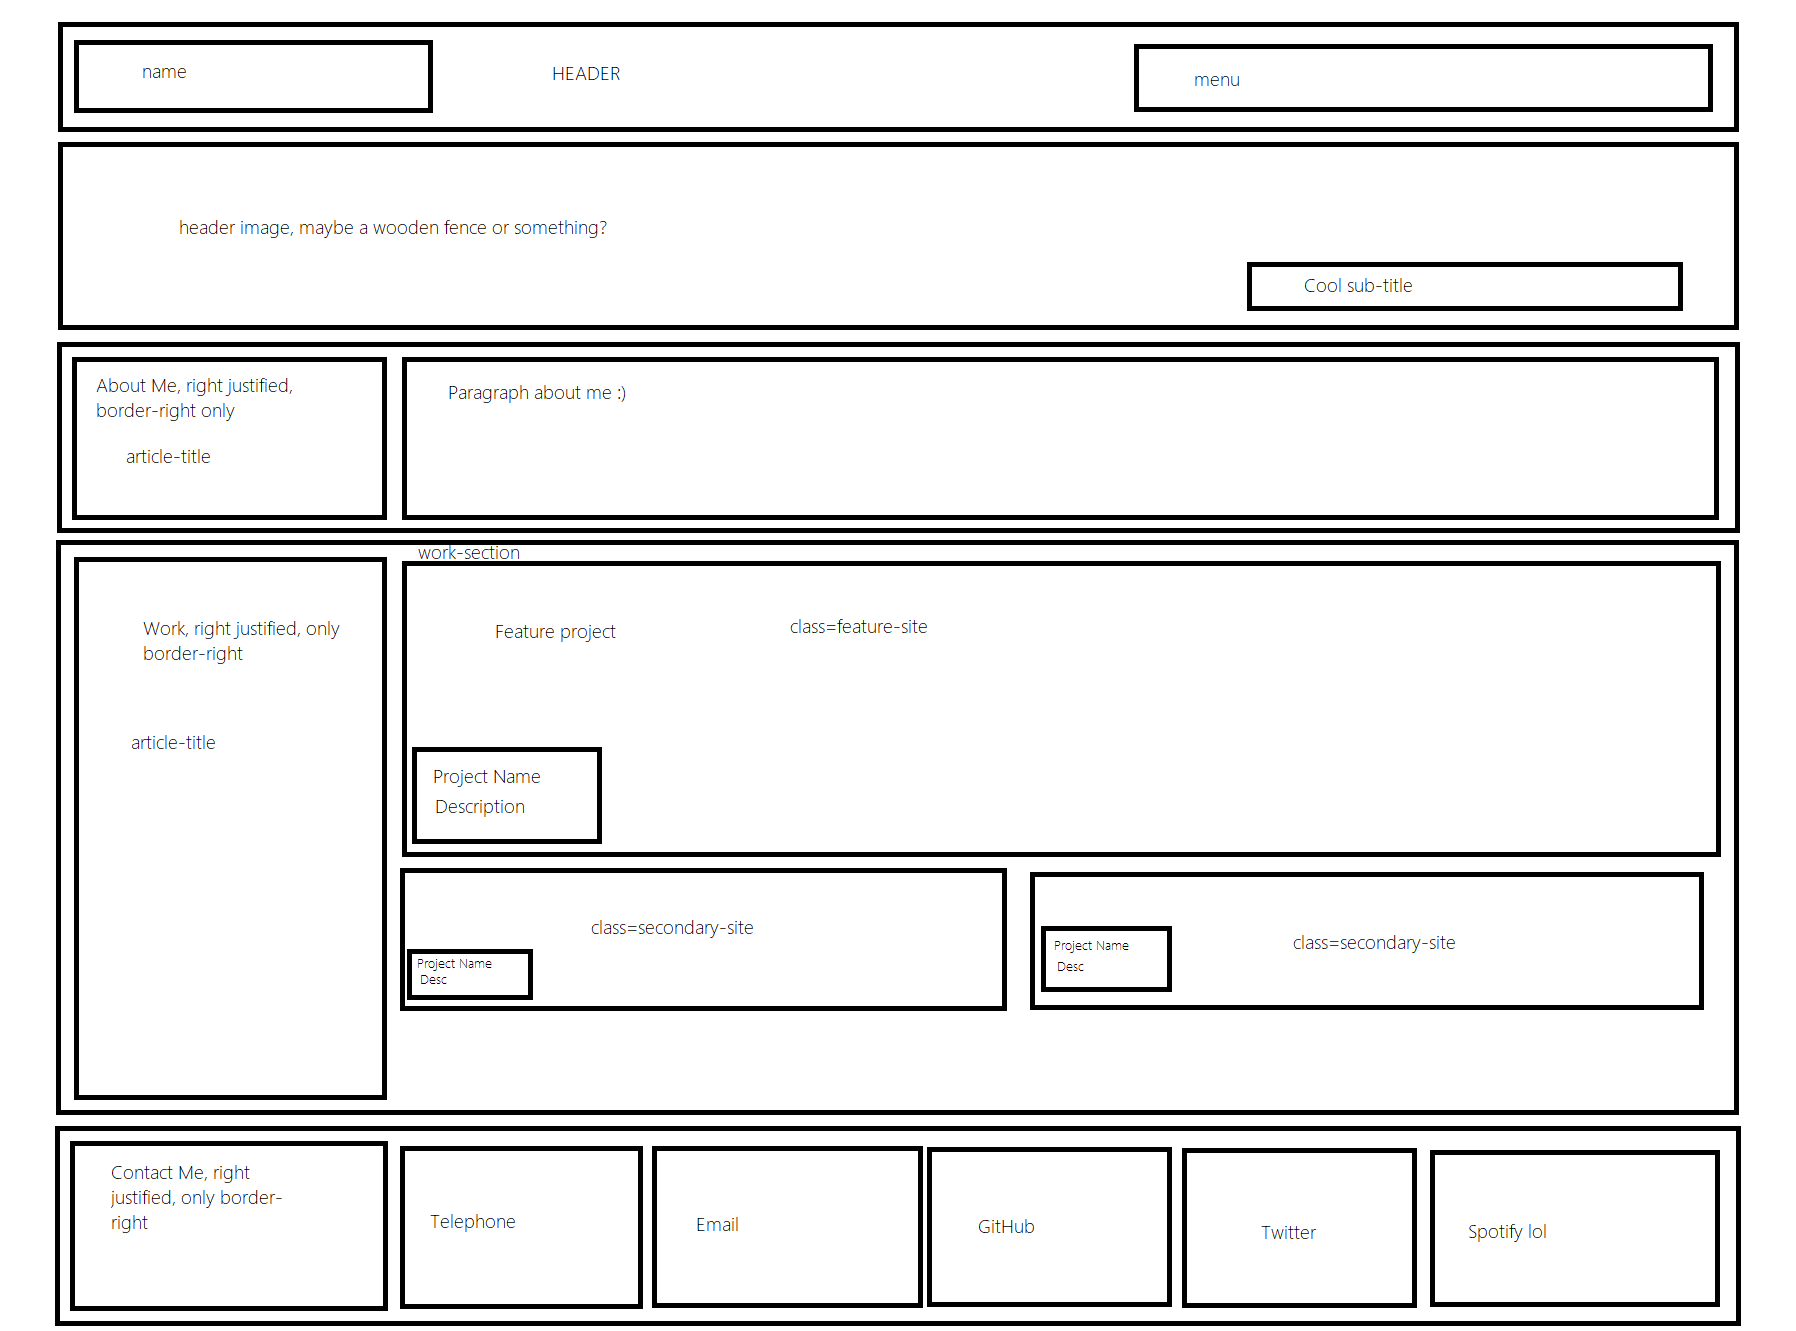 name
HEADER
menu
header image, maybe a wooden fence or something?
Cool sub-title
About Me, right justified,
border-right only
article-title
Paragraph about me :)
work-section
Work, right justified, only
border-right
article-title
Feature project
class=feature-site
Project Name
Description
class=secondary-site
Project Name
Desc
class=secondary-site
Project Name
Desc
Contact Me, right
justified, only border-
right
Telephone
Email
GitHub
Twitter
Spotify lol